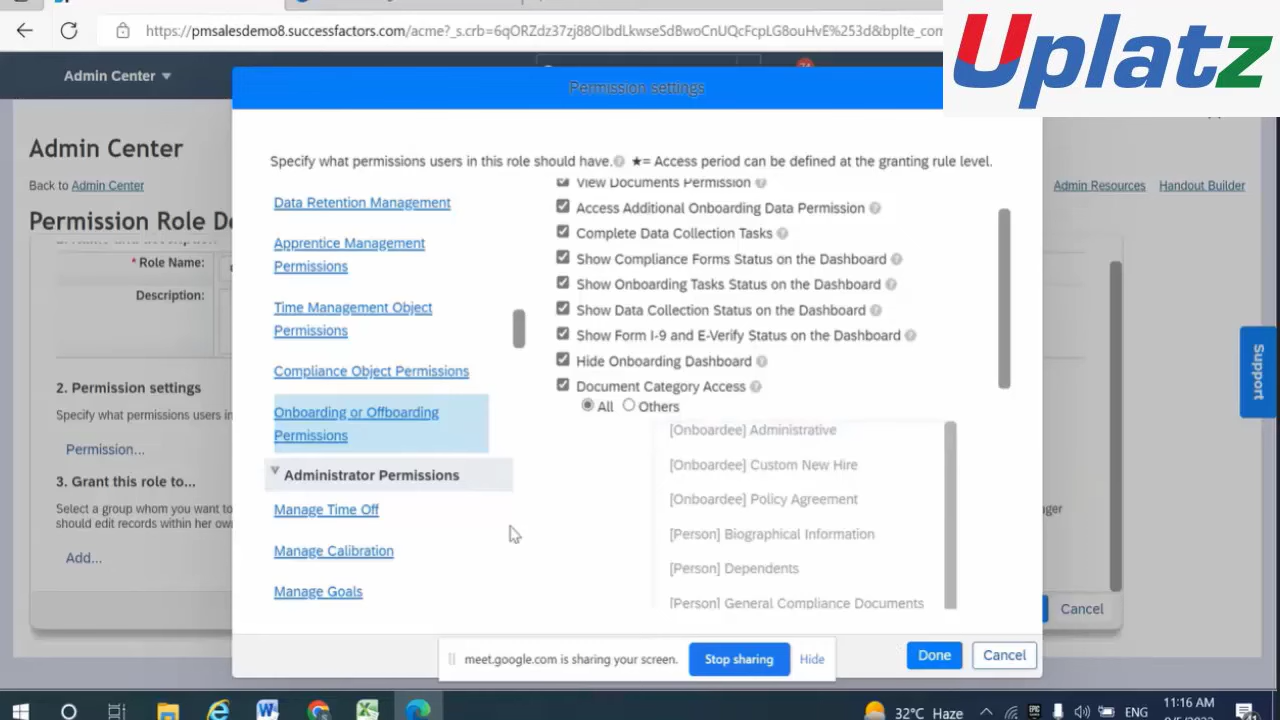 Uplatz
https://pmsalesdemo8.successfactors.com/acme?_s.crb=6qORZdz37zj88OIbdLkwseSdBwoCnUQcFcpLG8ouHvE%253d&bplte_com
Admin Center
Permission settings
Admin Center
Back to Admin Center
Admin Resources
Handout Builder
Permission Role De
* Role Name:
Description:
2. Permission settings
Specify what permissions users in
Permission...
3. Grant this role to...
Select a group whom you want to
should edit records within her own
Add...
Specify what permissions users in this role should have. ★= Access period can be defined at the granting rule level.
Data Retention Management
Apprentice Management
Permissions
Time Management Object
Permissions
Compliance Object Permissions
Onboarding or Offboarding
Permissions
Administrator Permissions
Manage Time Off
Manage Calibration
Manage Goals
View Documents Permission
Access Additional Onboarding Data Permission
Complete Data Collection Tasks
Show Compliance Forms Status on the Dashboard
Show Onboarding Tasks Status on the Dashboard
Show Data Collection Status on the Dashboard
Show Form I-9 and E-Verify Status on the Dashboard
Hide Onboarding Dashboard
Document Category Access
All Others
[Onboardee] Administrative
[Onboardee] Custom New Hire
[Onboardee] Policy Agreement
[Person] Biographical Information
[Person] Dependents
[Person] General Compliance Documents
Support
Cancel
meet.google.com is sharing your screen.
Stop sharing
Hide
Done
Cancel
32°C Haze
ENG
11:16 AM